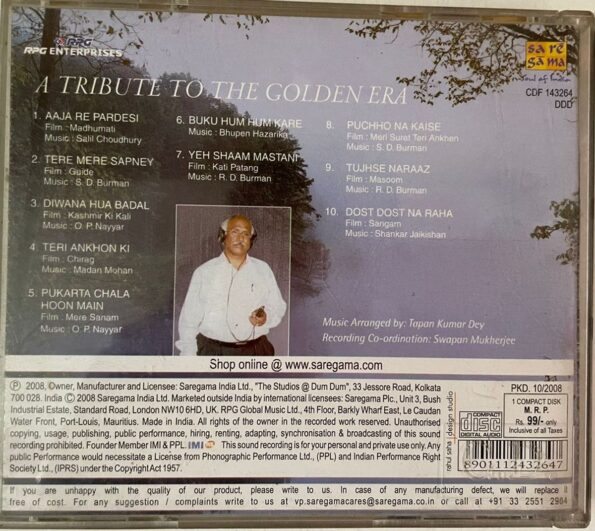 RPG
RPG ENTERPRISES
sa re
ga ma
Soul of India
CDF 143264
DDD
A TRIBUTE TO THE GOLDEN ERA
1. AAJA RE PARDESI
Film : Madhumati
Music : Salil Choudhury
2. TERE MERE SAPNEY
Film : Guide
Music : S. D. Burman
3. DIWANA HUA BADAL
Film : Kashmir Ki Kali
Music : O. P. Nayyar
4. TERI ANKHON KI
Film : Chirag
Music : Madan Mohan
5. PUKARTA CHALA
HOON MAIN
Film : Mere Sanam
Music : O. P. Nayyar
6. BUKU HUM HUM KARE
Music : Bhupen Hazarika
7. YEH SHAAM MASTANI
Film : Kati Patang
Music : R. D. Burman
8. PUCHHO NA KAISE
Film : Meri Surat Teri Ankhen
Music : S. D. Burman
9. TUJHSE NARAAZ
Film : Masoom
Music : R. D. Burman
10. DOST DOST NA RAHA
Film : Sangam
Music : Shankar Jaikishan
Music Arranged by: Tapan Kumar Dey
Recording Co-ordination: Swapan Mukherjee
Shop online @ www.saregama.com
℗ 2008, Owner, Manufacturer and Licensee: Saregama India Ltd., "The Studios @ Dum Dum", 33 Jessore Road, Kolkata
700 028. India © 2008 Saregama India Ltd. Marketed outside India by international licensees: Saregama Plc., Unit 3, Bush
Industrial Estate, Standard Road, London NW10 6HD, UK. RPG Global Music Ltd., 4th Floor, Barkly Wharf East, Le Caudan
Water Front, Port-Louis, Mauritius. Made in India. All rights of the owner in the recorded work reserved. Unauthorised
copying, usage, publishing, public performance, hiring, renting, adapting, synchronisation & broadcasting of this sound
recording prohibited. Founder Member IMI & PPL IMI This sound recording is for your personal and private use only. Any
public Performance would necessitate a License from Phonographic Performance Ltd., (PPL) and Indian Performance Right
Society Ltd., (IPRS) under the Copyright Act 1957.
rahul saha design studio
PKD. 10/2008
COMPACT
disc
DIGITAL AUDIO
1 COMPACT DISK
M. R. P.
Rs. 99/- only
Inclusive of all Taxes
8901112432647
If you are unhappy with the quality of our product, please write to us. In case of any manufacturing defect, we will replace it
free of cost. For any suggestion / complaints write to us at vp.saregamacares@saregama.co.in or call at +91 33 2551 2984